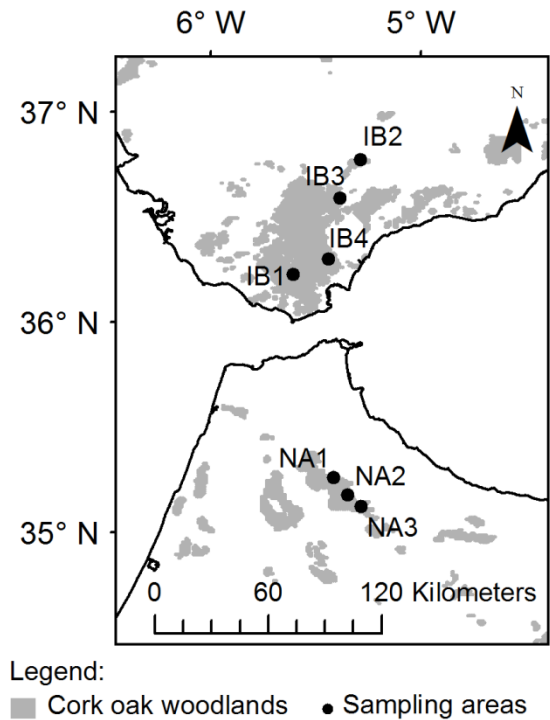 6° W 5° W
37° N
N
IB2
IB3
IB4
IB1
36° N
NA1
NA2
35° N
NA3
0 60 120 Kilometers
Legend:
Cork oak woodlands Sampling areas